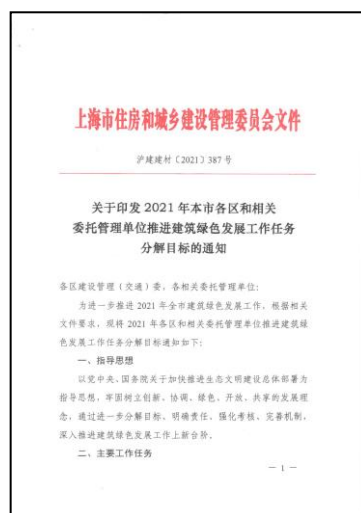 上海市住房和城乡建设管理委员会文件
沪建建材〔2021〕387号
关于印发2021年本市各区和相关
委托管理单位推进建筑绿色发展工作任务
分解目标的通知
各区建设管理(交通)委，各相关委托管理单位:
为进一步推进2021年全市建筑绿色发展工作，根据相
关文件要求，现将2021年各区和相关委托管理单位推进建筑绿
色发展工作任务分解目标通知如下:
一、指导思想
以党中央、国务院关于加快推进生态文明建设总体部署为
指导思想，牢固树立创新、协调、绿色、开放、共享的发展理
念，通过进一步分解目标、明确责任、强化考核、完善机制，
深入推进建筑绿色发展工作上新台阶。
二、主要工作任务
— 1 —